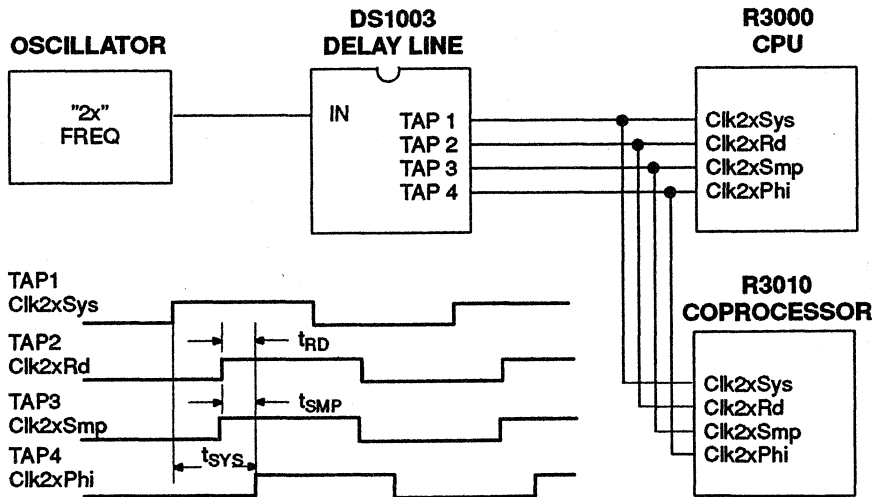 OSCILLATOR
"2x"
FREQ
DS1003
DELAY LINE
IN
TAP 1
TAP 2
TAP 3
TAP 4
R3000
CPU
Clk2xSys
Clk2xRd
Clk2xSmp
Clk2xPhi
R3010
COPROCESSOR
Clk2xSys
Clk2xRd
Clk2xSmp
Clk2xPhi
TAP1
Clk2xSys
tRD
TAP2
Clk2xRd
tSMP
TAP3
Clk2xSmp
tSYS
TAP4
Clk2xPhi